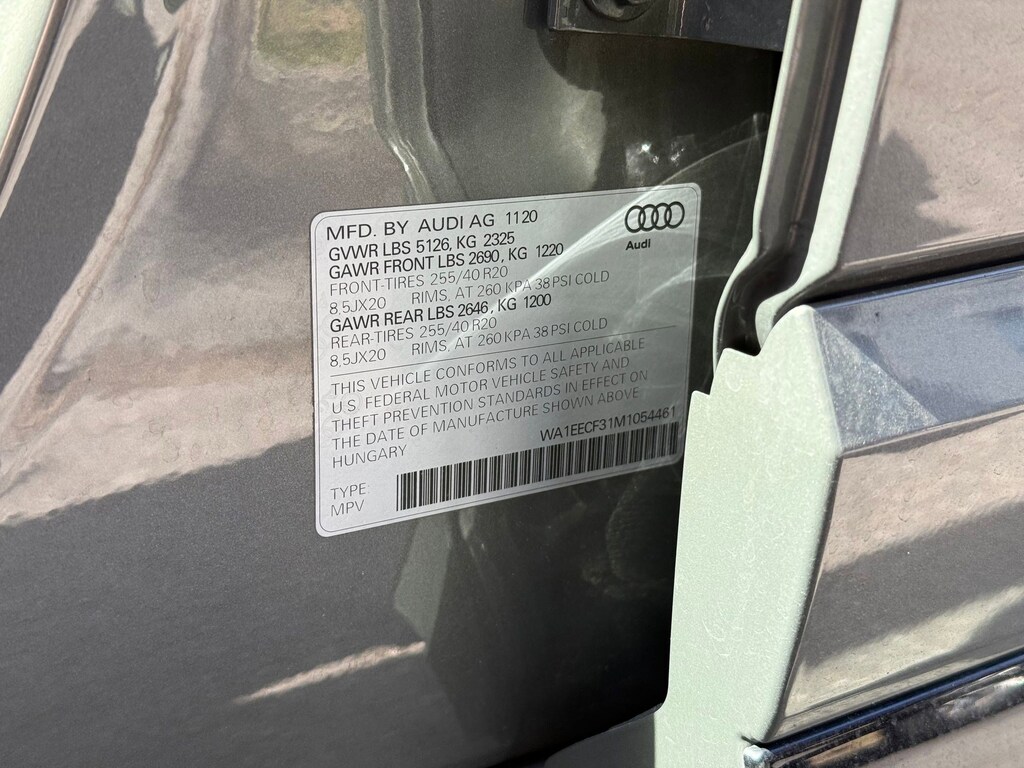 MFD. BY AUDI AG 1120
Audi
GVWR LBS 5126, KG 2325
GAWR FRONT LBS 2690, KG 1220
FRONT-TIRES 255/40 R20
8,5JX20 RIMS, AT 260 KPA 38 PSI COLD
GAWR REAR LBS 2646, KG 1200
REAR-TIRES 255/40 R20
8,5JX20 RIMS, AT 260 KPA 38 PSI COLD
THIS VEHICLE CONFORMS TO ALL APPLICABLE
U.S. FEDERAL MOTOR VEHICLE SAFETY AND
THEFT PREVENTION STANDARDS IN EFFECT ON
THE DATE OF MANUFACTURE SHOWN ABOVE
HUNGARY
WA1EECF31M1054461
TYPE:
MPV